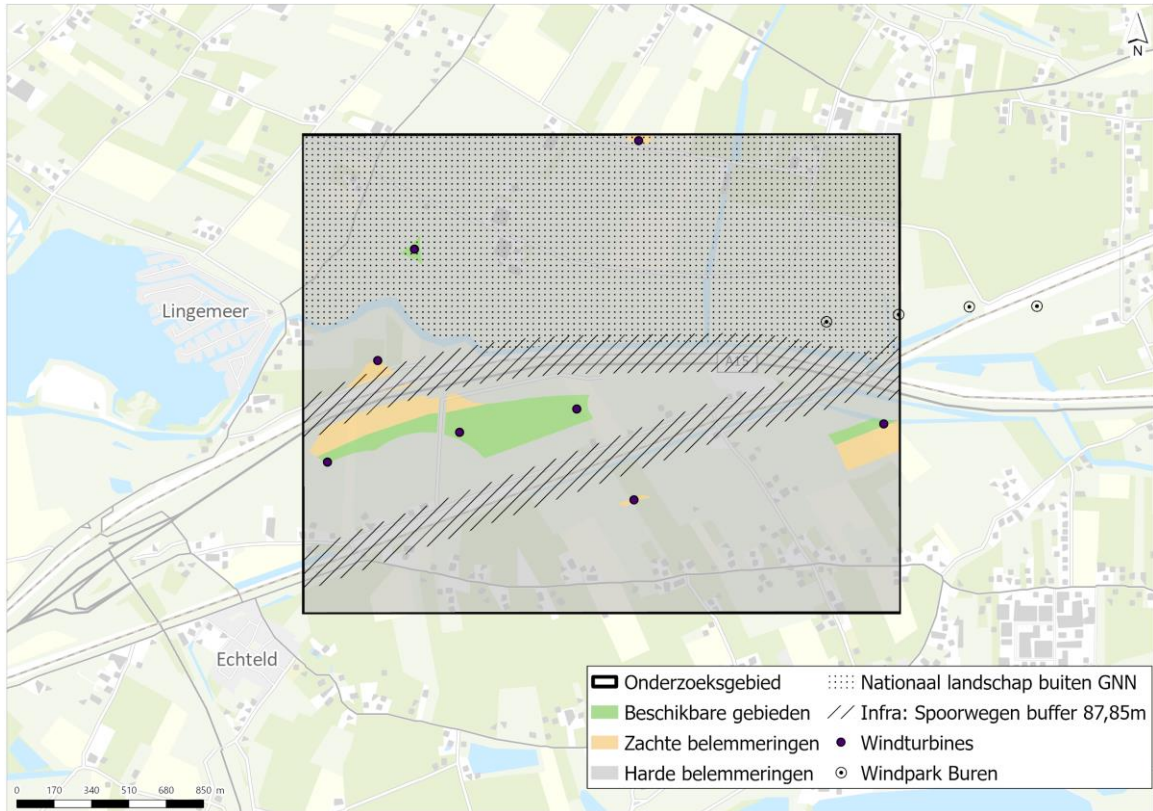 N
Lingemeer
A15
Echteld
Onderzoeksgebied
Beschikbare gebieden
Zachte belemmeringen
Harde belemmeringen
Nationaal landschap buiten GNN
Infra: Spoorwegen buffer 87,85m
Windturbines
Windpark Buren
0 170 340 510 680 850 m